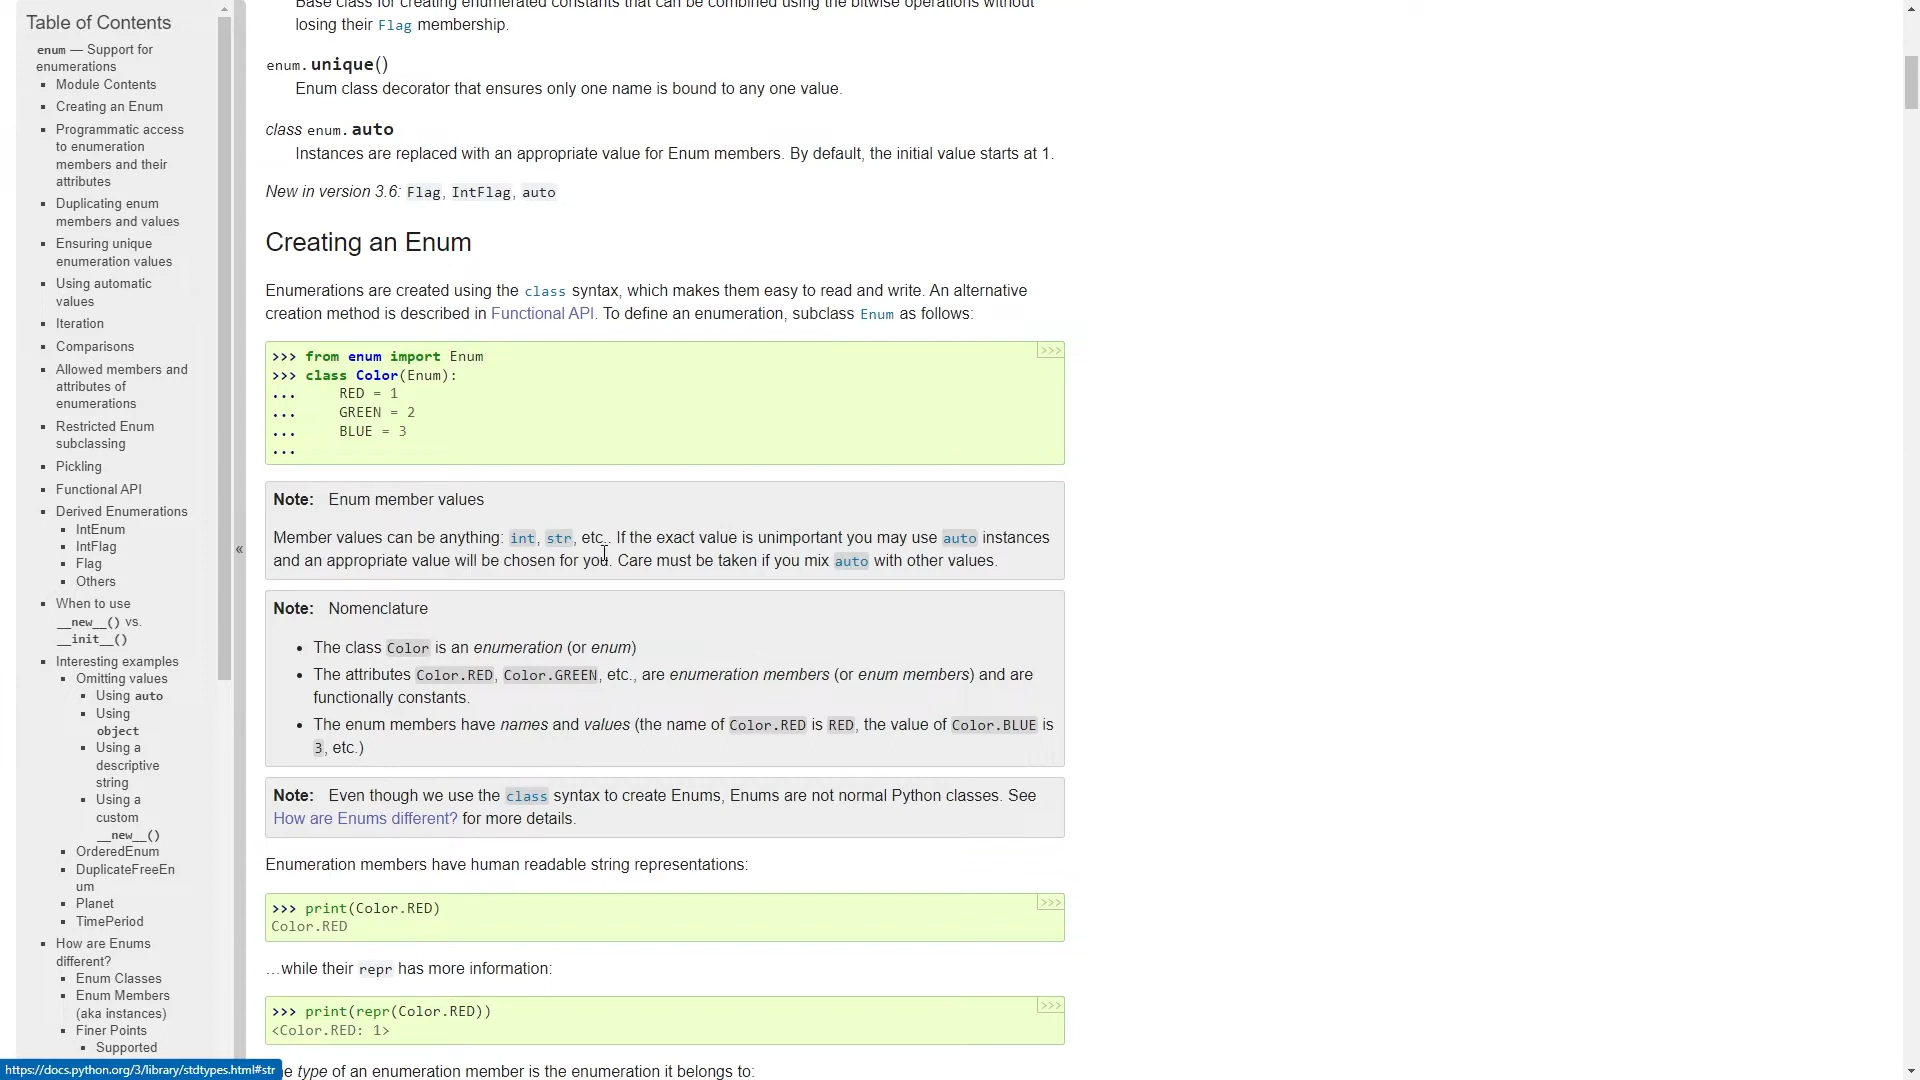 Table of Contents
enum — Support for
enumerations
Module Contents
Creating an Enum
Programmatic access
to enumeration
members and their
attributes
Duplicating enum
members and values
Ensuring unique
enumeration values
Using automatic
values
Iteration
Comparisons
Allowed members and
attributes of
enumerations
Restricted Enum
subclassing
Pickling
Functional API
Derived Enumerations
IntEnum
IntFlag
Flag
Others
When to use
__new__() vs.
__init__()
Interesting examples
Omitting values
Using auto
Using
object
Using a
descriptive
string
Using a
custom
__new__()
OrderedEnum
DuplicateFreeEn
um
Planet
TimePeriod
How are Enums
different?
Enum Classes
Enum Members
(aka instances)
Finer Points
Supported
https://docs.python.org/3/library/stdtypes.html#str
«
Base class for creating enumerated constants that can be combined using the bitwise operations without
losing their Flag membership.
enum.unique()
Enum class decorator that ensures only one name is bound to any one value.
class enum.auto
Instances are replaced with an appropriate value for Enum members. By default, the initial value starts at 1.
New in version 3.6: Flag, IntFlag, auto
Creating an Enum
Enumerations are created using the class syntax, which makes them easy to read and write. An alternative
creation method is described in Functional API. To define an enumeration, subclass Enum as follows:
>>>
>>> from enum import Enum
>>> class Color(Enum):
...     RED = 1
...     GREEN = 2
...     BLUE = 3
...
Note: Enum member values
Member values can be anything: int, str, etc.. If the exact value is unimportant you may use auto instances
and an appropriate value will be chosen for you. Care must be taken if you mix auto with other values.
Note: Nomenclature
• The class Color is an enumeration (or enum)
• The attributes Color.RED, Color.GREEN, etc., are enumeration members (or enum members) and are
functionally constants.
• The enum members have names and values (the name of Color.RED is RED, the value of Color.BLUE is
3, etc.)
Note: Even though we use the class syntax to create Enums, Enums are not normal Python classes. See
How are Enums different? for more details.
Enumeration members have human readable string representations:
>>>
>>> print(Color.RED)
Color.RED
…while their repr has more information:
>>>
>>> print(repr(Color.RED))
<Color.RED: 1>
type of an enumeration member is the enumeration it belongs to: